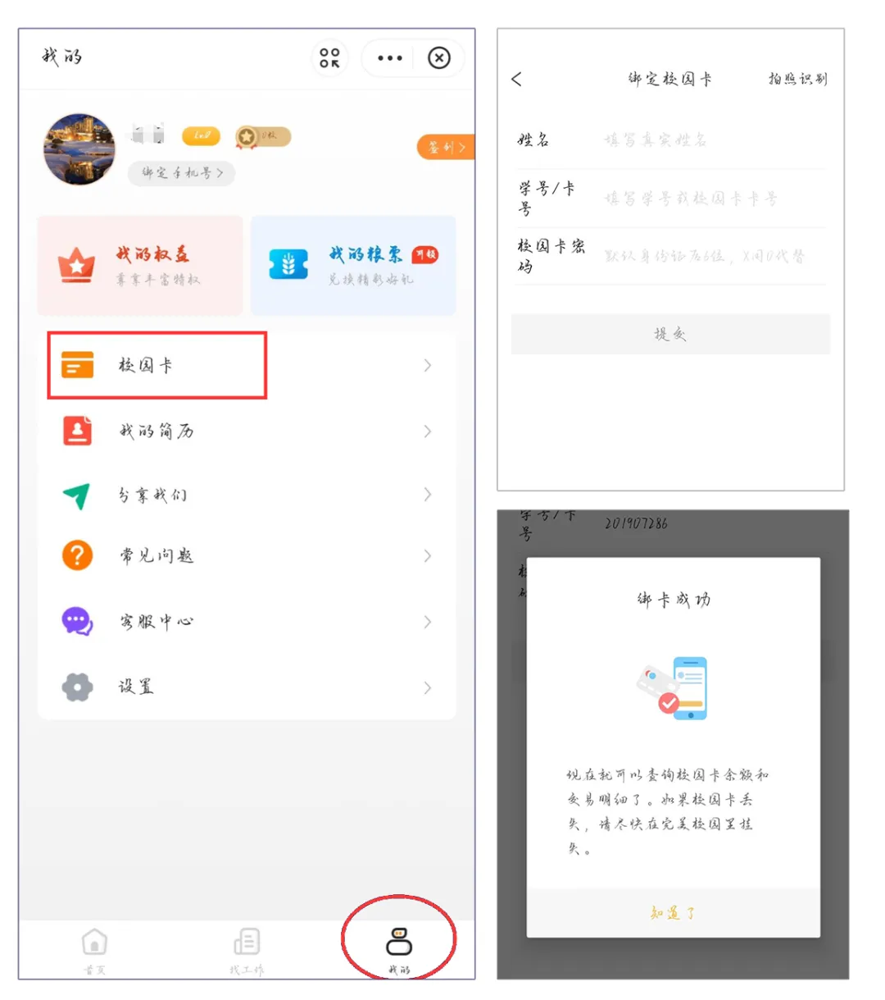 我的
Lv0
0枚
签到
绑定手机号
我的权益
尊享丰富特权
我的粮票
可领
兑换精彩好礼
校园卡
我的简历
分享我们
常见问题
客服中心
设置
首页
找工作
我的
绑定校园卡
拍照识别
姓名
填写真实姓名
学号/卡
号
填写学号或校园卡卡号
校园卡密
码
默认身份证后6位，X用0代替
提交
学号/卡
号
201907286
绑卡成功
现在就可以查询校园卡余额和
交易明细了。如果校园卡丢
失，请尽快在完美校园里挂
失。
知道了